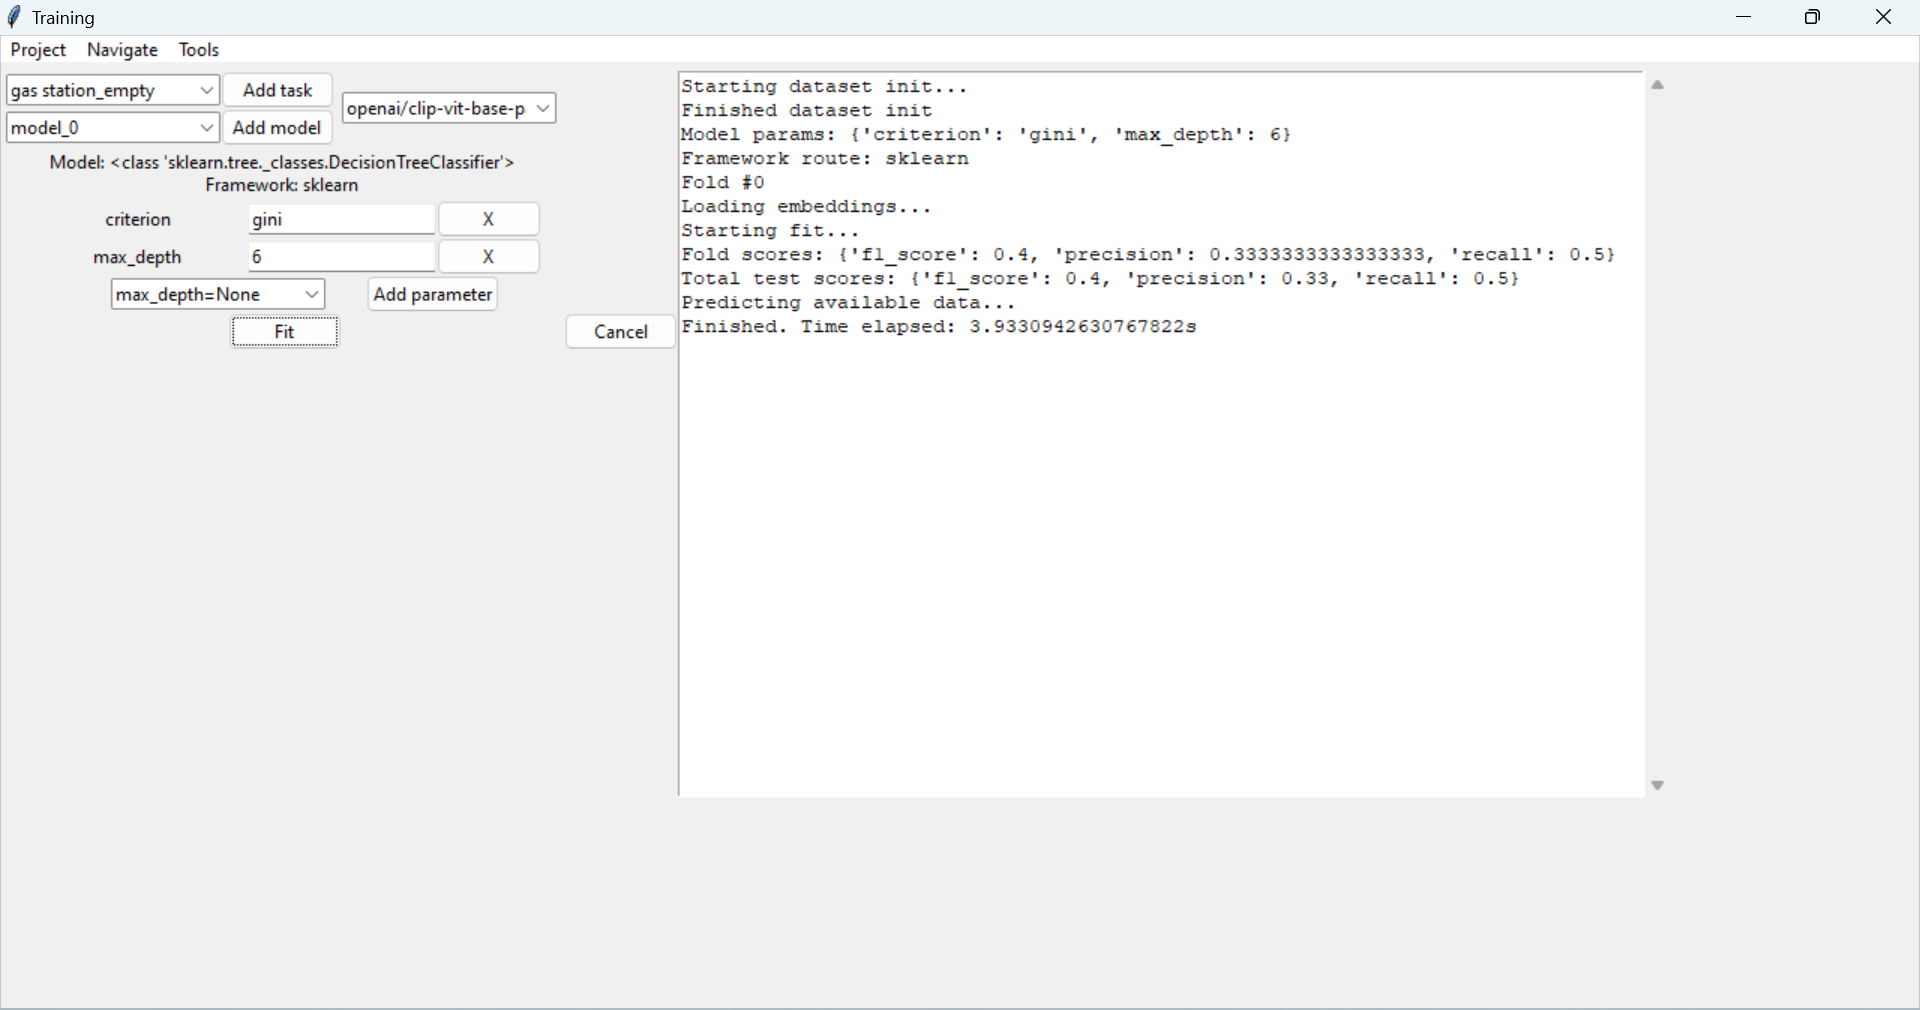 Training
Project Navigate Tools
gas station_empty Add task
openai/clip-vit-base-p
model_0 Add model
Model: <class 'sklearn.tree._classes.DecisionTreeClassifier'>
Framework: sklearn
criterion gini X
max_depth 6 X
max_depth=None Add parameter
Fit Cancel
Starting dataset init...
Finished dataset init
Model params: {'criterion': 'gini', 'max_depth': 6}
Framework route: sklearn
Fold #0
Loading embeddings...
Starting fit...
Fold scores: {'f1_score': 0.4, 'precision': 0.3333333333333333, 'recall': 0.5}
Total test scores: {'f1_score': 0.4, 'precision': 0.33, 'recall': 0.5}
Predicting available data...
Finished. Time elapsed: 3.9330942630767822s